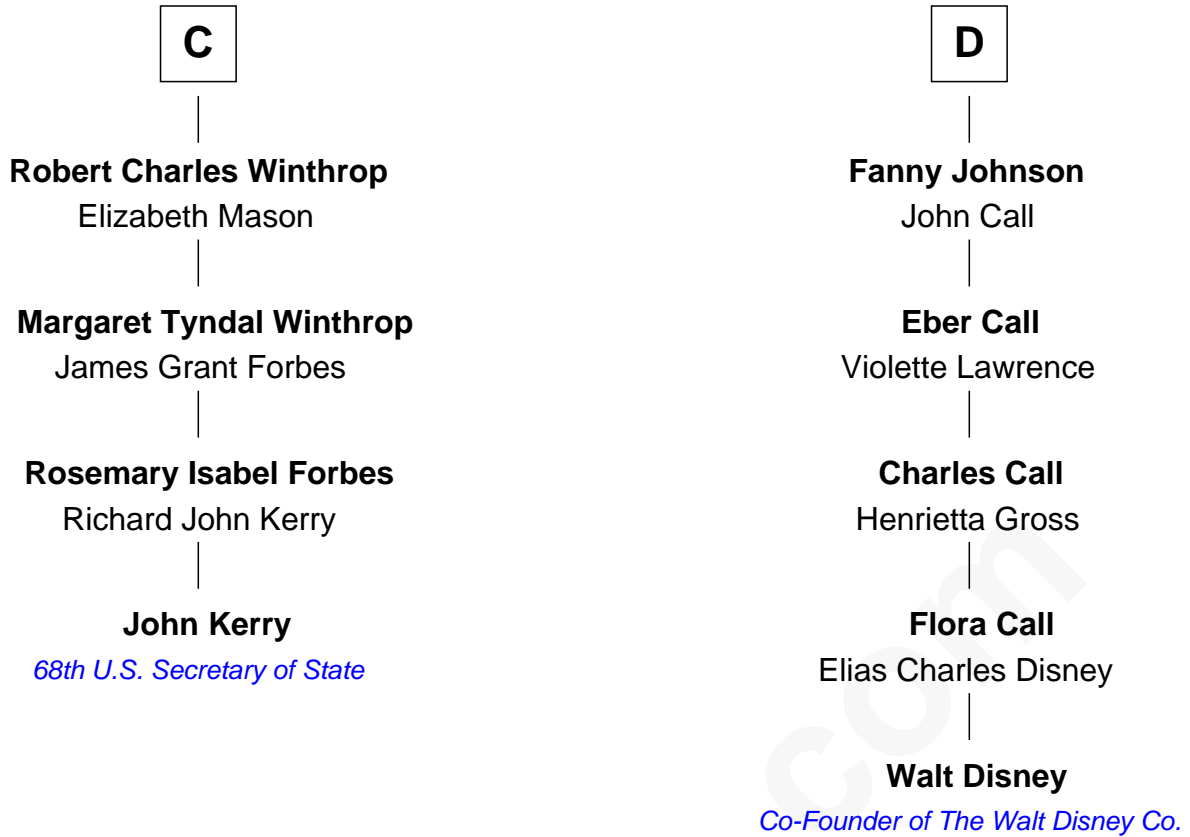 C
Robert Charles Winthrop
Elizabeth Mason
Margaret Tyndal Winthrop
James Grant Forbes
Rosemary Isabel Forbes
Richard John Kerry
John Kerry
68th U.S. Secretary of State
D
Fanny Johnson
John Call
Eber Call
Violette Lawrence
Charles Call
Henrietta Gross
Flora Call
Elias Charles Disney
Walt Disney
Co-Founder of The Walt Disney Co.
com